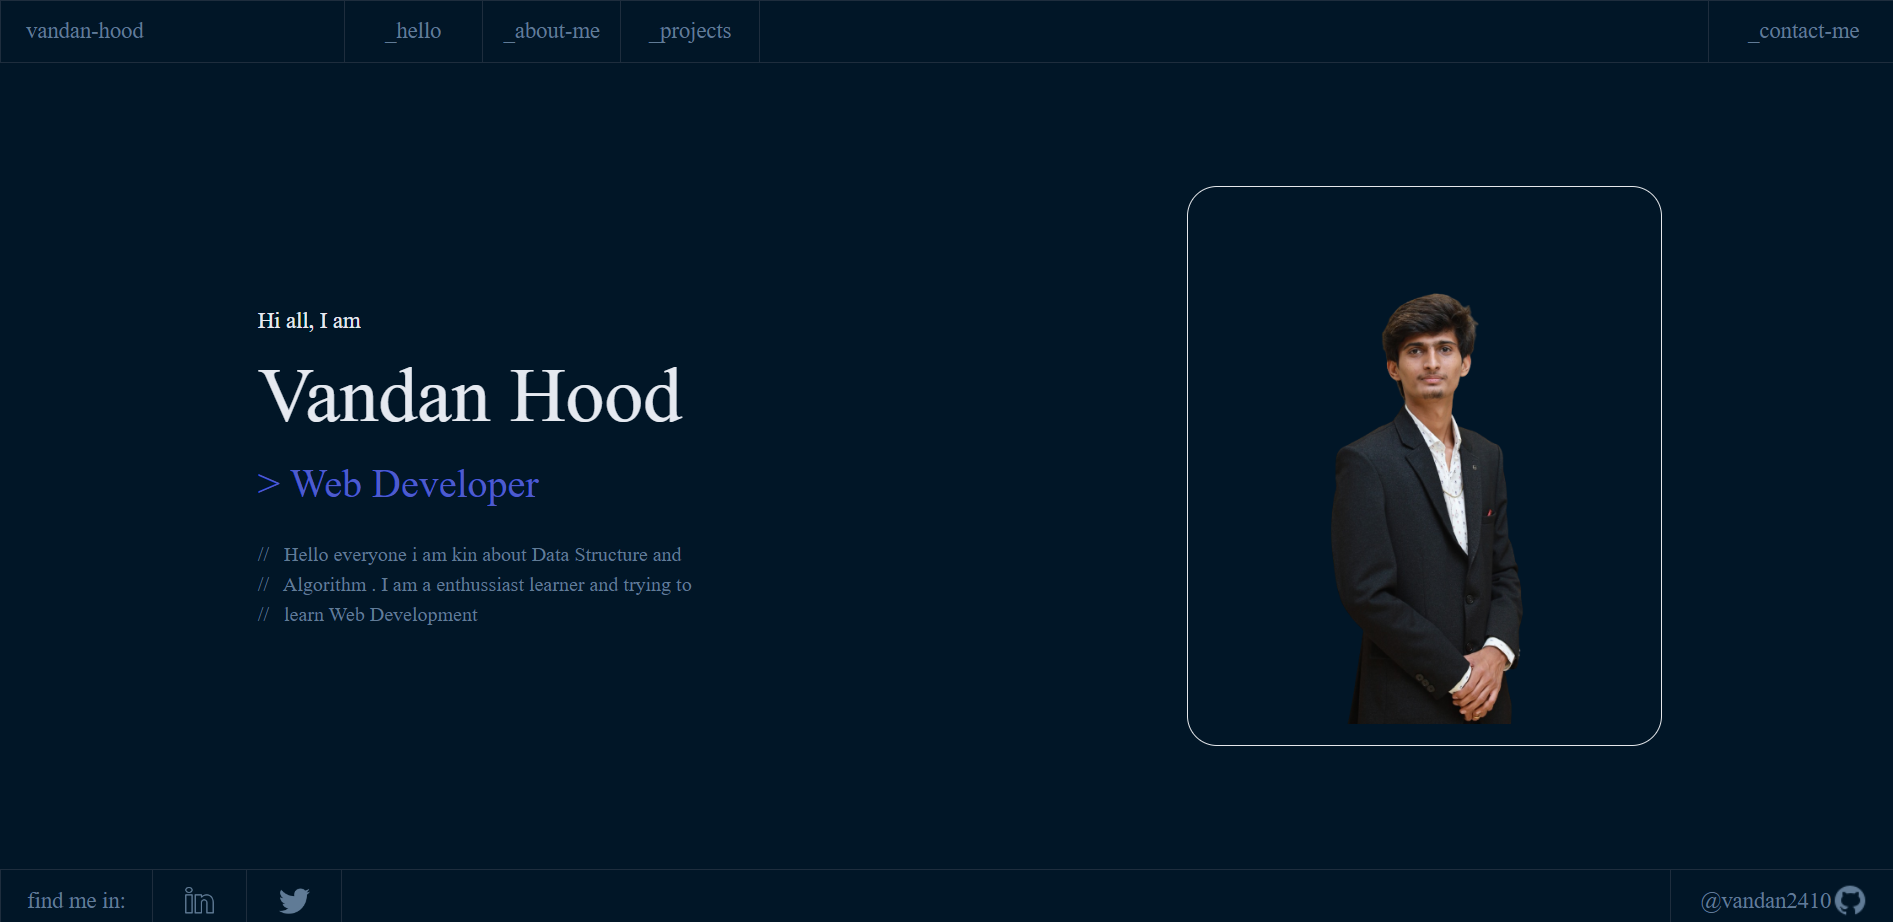 vandan-hood
_hello
_about-me
_projects
_contact-me
Hi all, I am
Vandan Hood
> Web Developer
// Hello everyone i am kin about Data Structure and
// Algorithm . I am a enthussiast learner and trying to
// learn Web Development
find me in:
in
@vandan2410